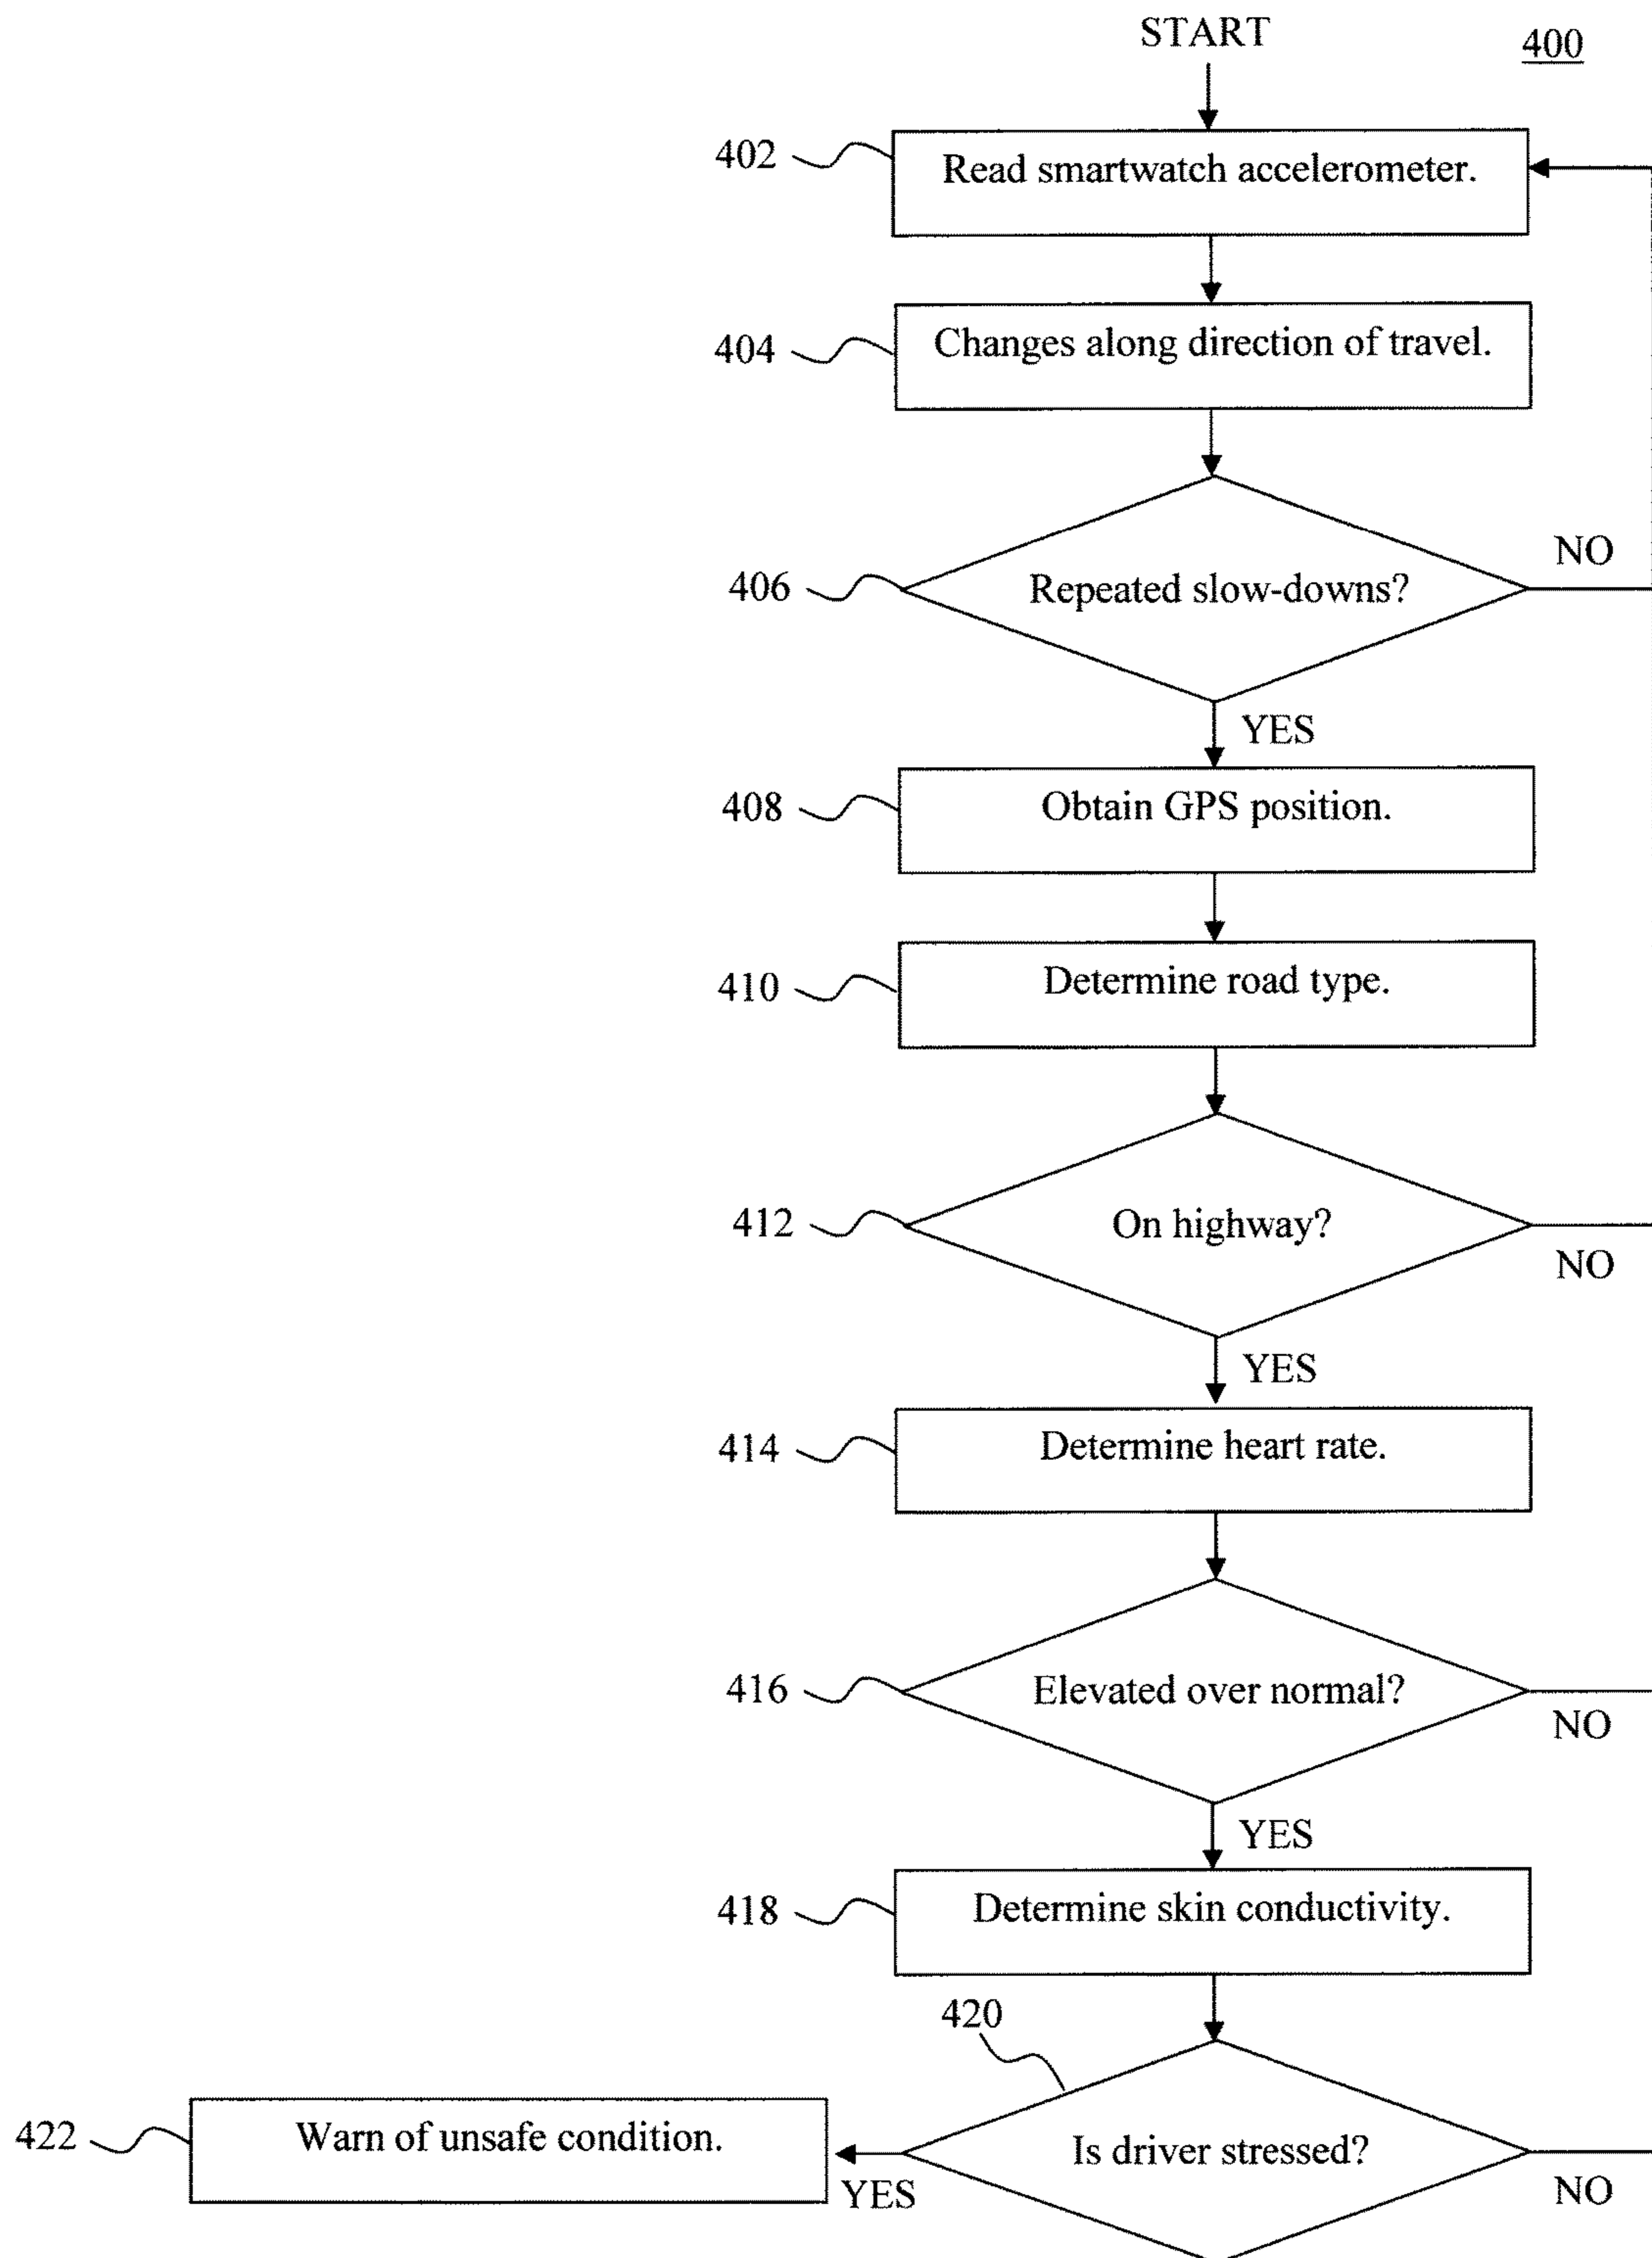 START
400
402
Read smartwatch accelerometer.
404
Changes along direction of travel.
NO
406
Repeated slow-downs?
YES
408
Obtain GPS position.
410
Determine road type.
412
On highway?
NO
YES
414
Determine heart rate.
416
Elevated over normal?
NO
YES
418
Determine skin conductivity.
420
422
Warn of unsafe condition.
Is driver stressed?
YES
NO